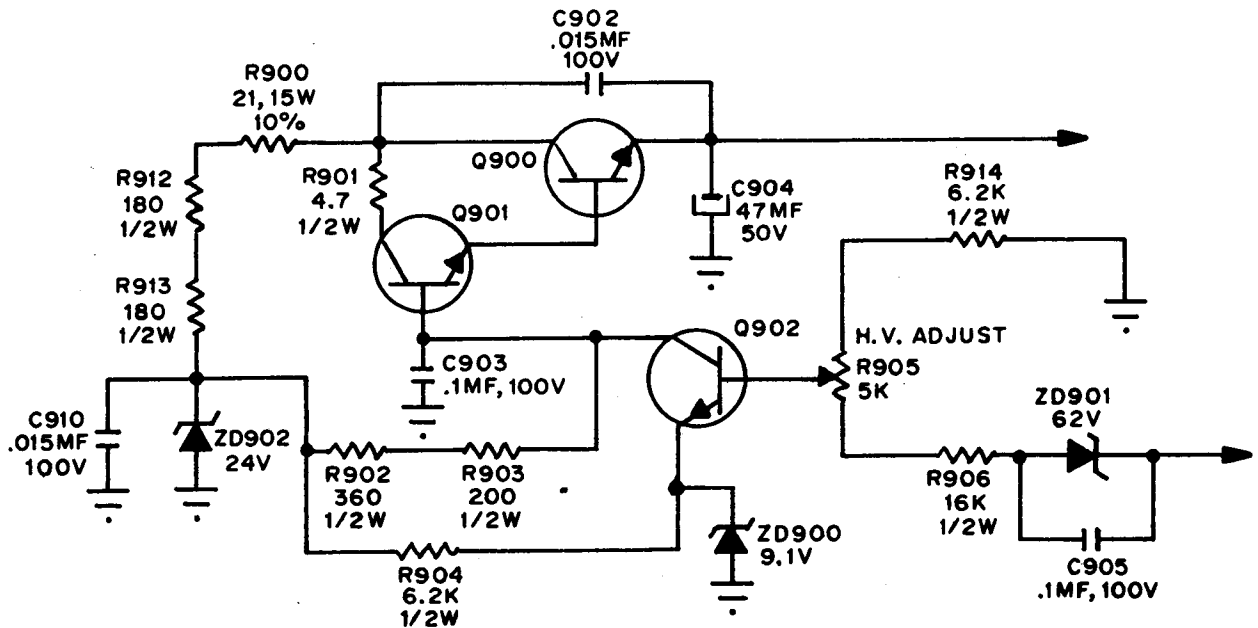 C902
.015MF
100V
R900
21, 15W
10%
Q900
R912
180
1/2W
R901
4.7
1/2W
Q901
C904
47MF
50V
R914
6.2K
1/2W
R913
180
1/2W
Q902
H.V. ADJUST
R905
5K
C903
.1MF, 100V
ZD901
62V
C910
.015MF
100V
ZD902
24V
R902
360
1/2W
R903
200
1/2W
R906
16K
1/2W
ZD900
9.1V
R904
6.2K
1/2W
C905
.1MF, 100V